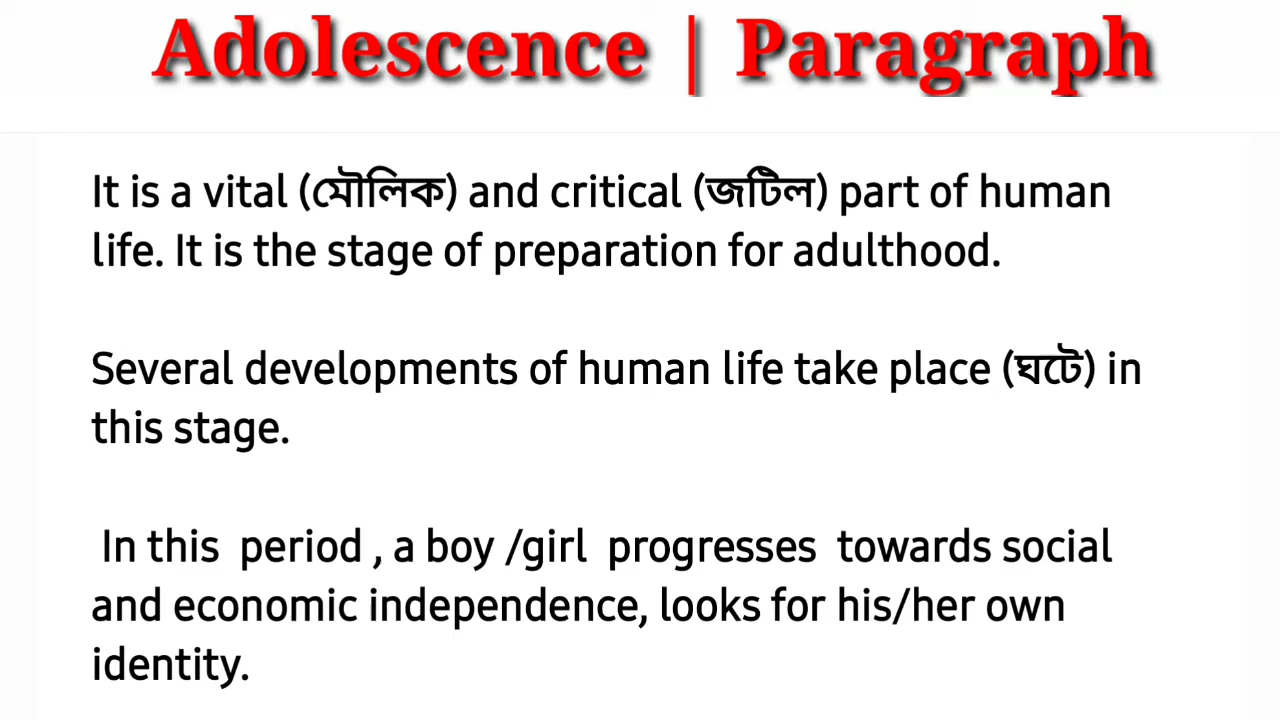 Adolescence | Paragraph
It is a vital (মৌলিক) and critical (জটিল) part of human
life. It is the stage of preparation for adulthood.
Several developments of human life take place (ঘটে) in
this stage.
In this period , a boy /girl progresses towards social
and economic independence, looks for his/her own
identity.